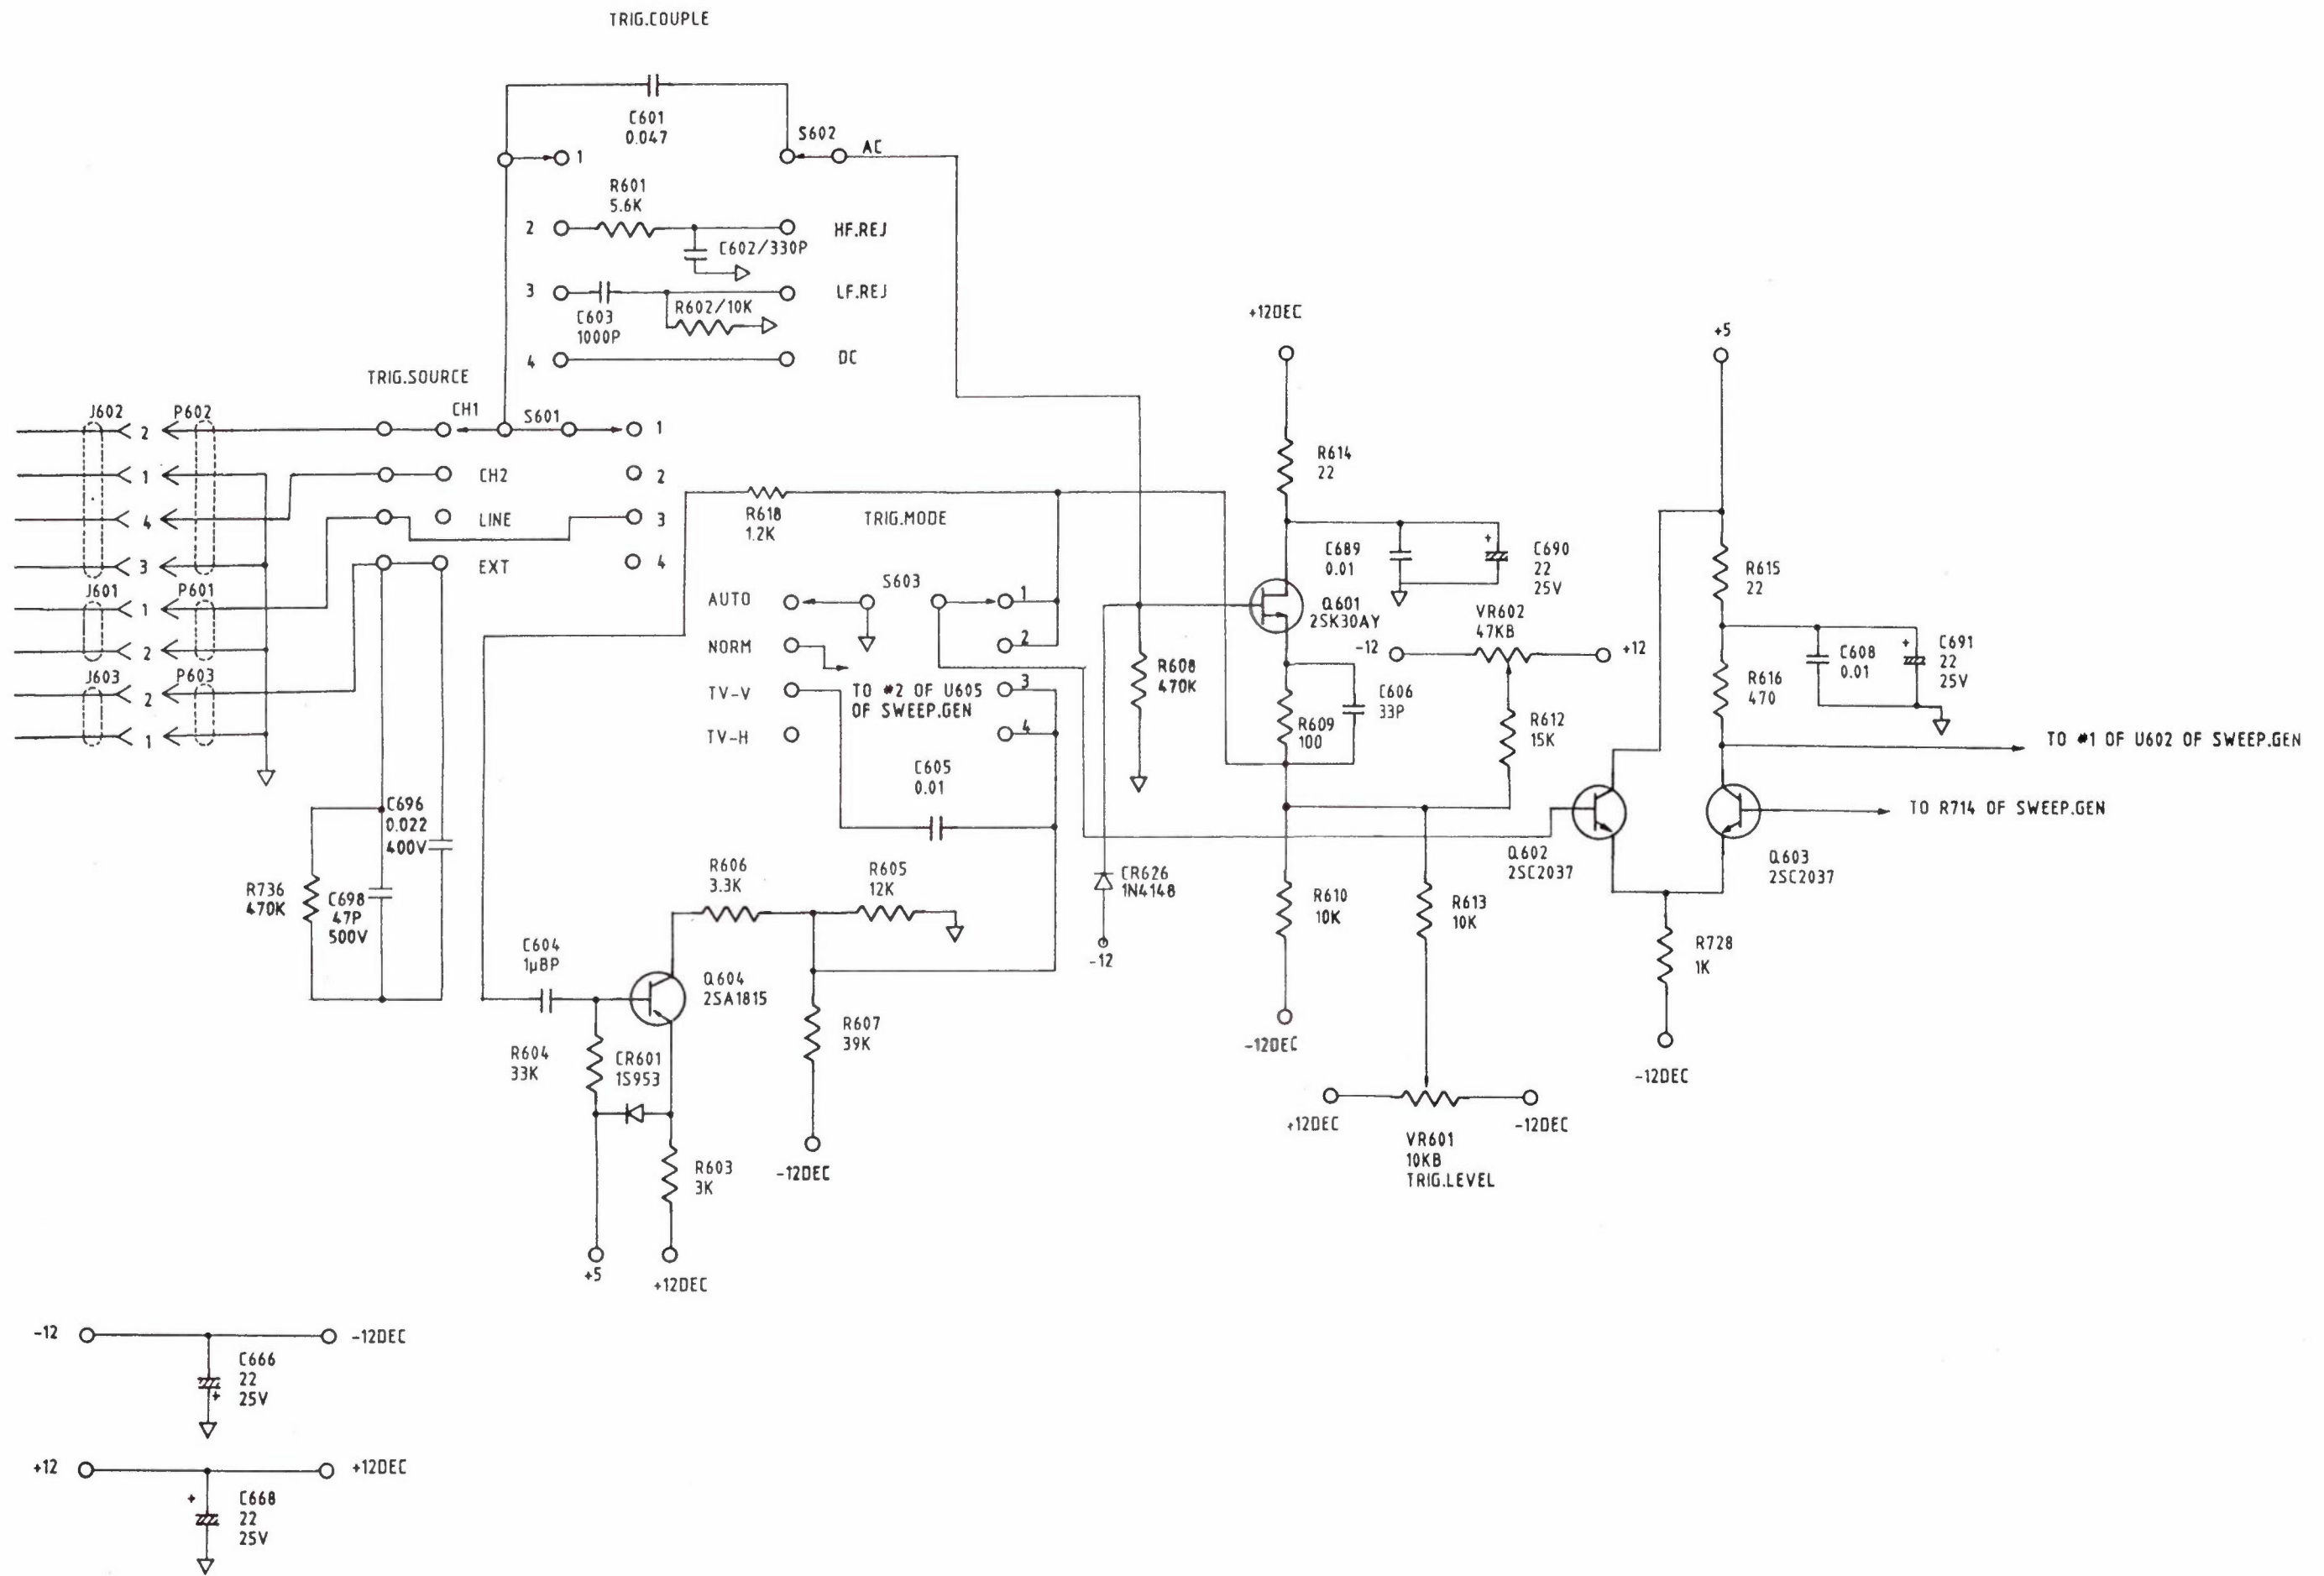 TRIG.COUPLE
C601
0.047
S602
AC
1
R601
5.6K
2
HF.REJ
C602/330P
3
LF.REJ
R602/10K
C603
1000P
4
DC
TRIG.SOURCE
J602
P602
CH1
S601
2
1
1
CH2
2
4
LINE
3
3
EXT
4
J601
P601
1
2
J603
P603
2
1
R618
1.2K
TRIG.MODE
AUTO
S603
1
NORM
2
TV-V
TO #2 OF U605
OF SWEEP.GEN
3
TV-H
4
C605
0.01
C696
0.022
400V
R736
470K
C698
47P
500V
R606
3.3K
R605
12K
C604
1µBP
Q604
2SA1815
R604
33K
CR601
1S953
R607
39K
-12DEC
R603
3K
+5
+12DEC
+12DEC
R614
22
C689
0.01
+
C690
22
25V
Q601
2SK30AY
VR602
47KB
-12
+12
R608
470K
R609
100
C606
33P
R612
15K
CR626
1N4148
-12
R610
10K
R613
10K
-12DEC
+12DEC
-12DEC
VR601
10KB
TRIG.LEVEL
+5
R615
22
R616
470
C608
0.01
+
C691
22
25V
TO #1 OF U602 OF SWEEP.GEN
TO R714 OF SWEEP.GEN
Q602
2SC2037
Q603
2SC2037
R728
1K
-12DEC
-12
-12DEC
C666
22
25V
+
+12
+12DEC
+
C668
22
25V